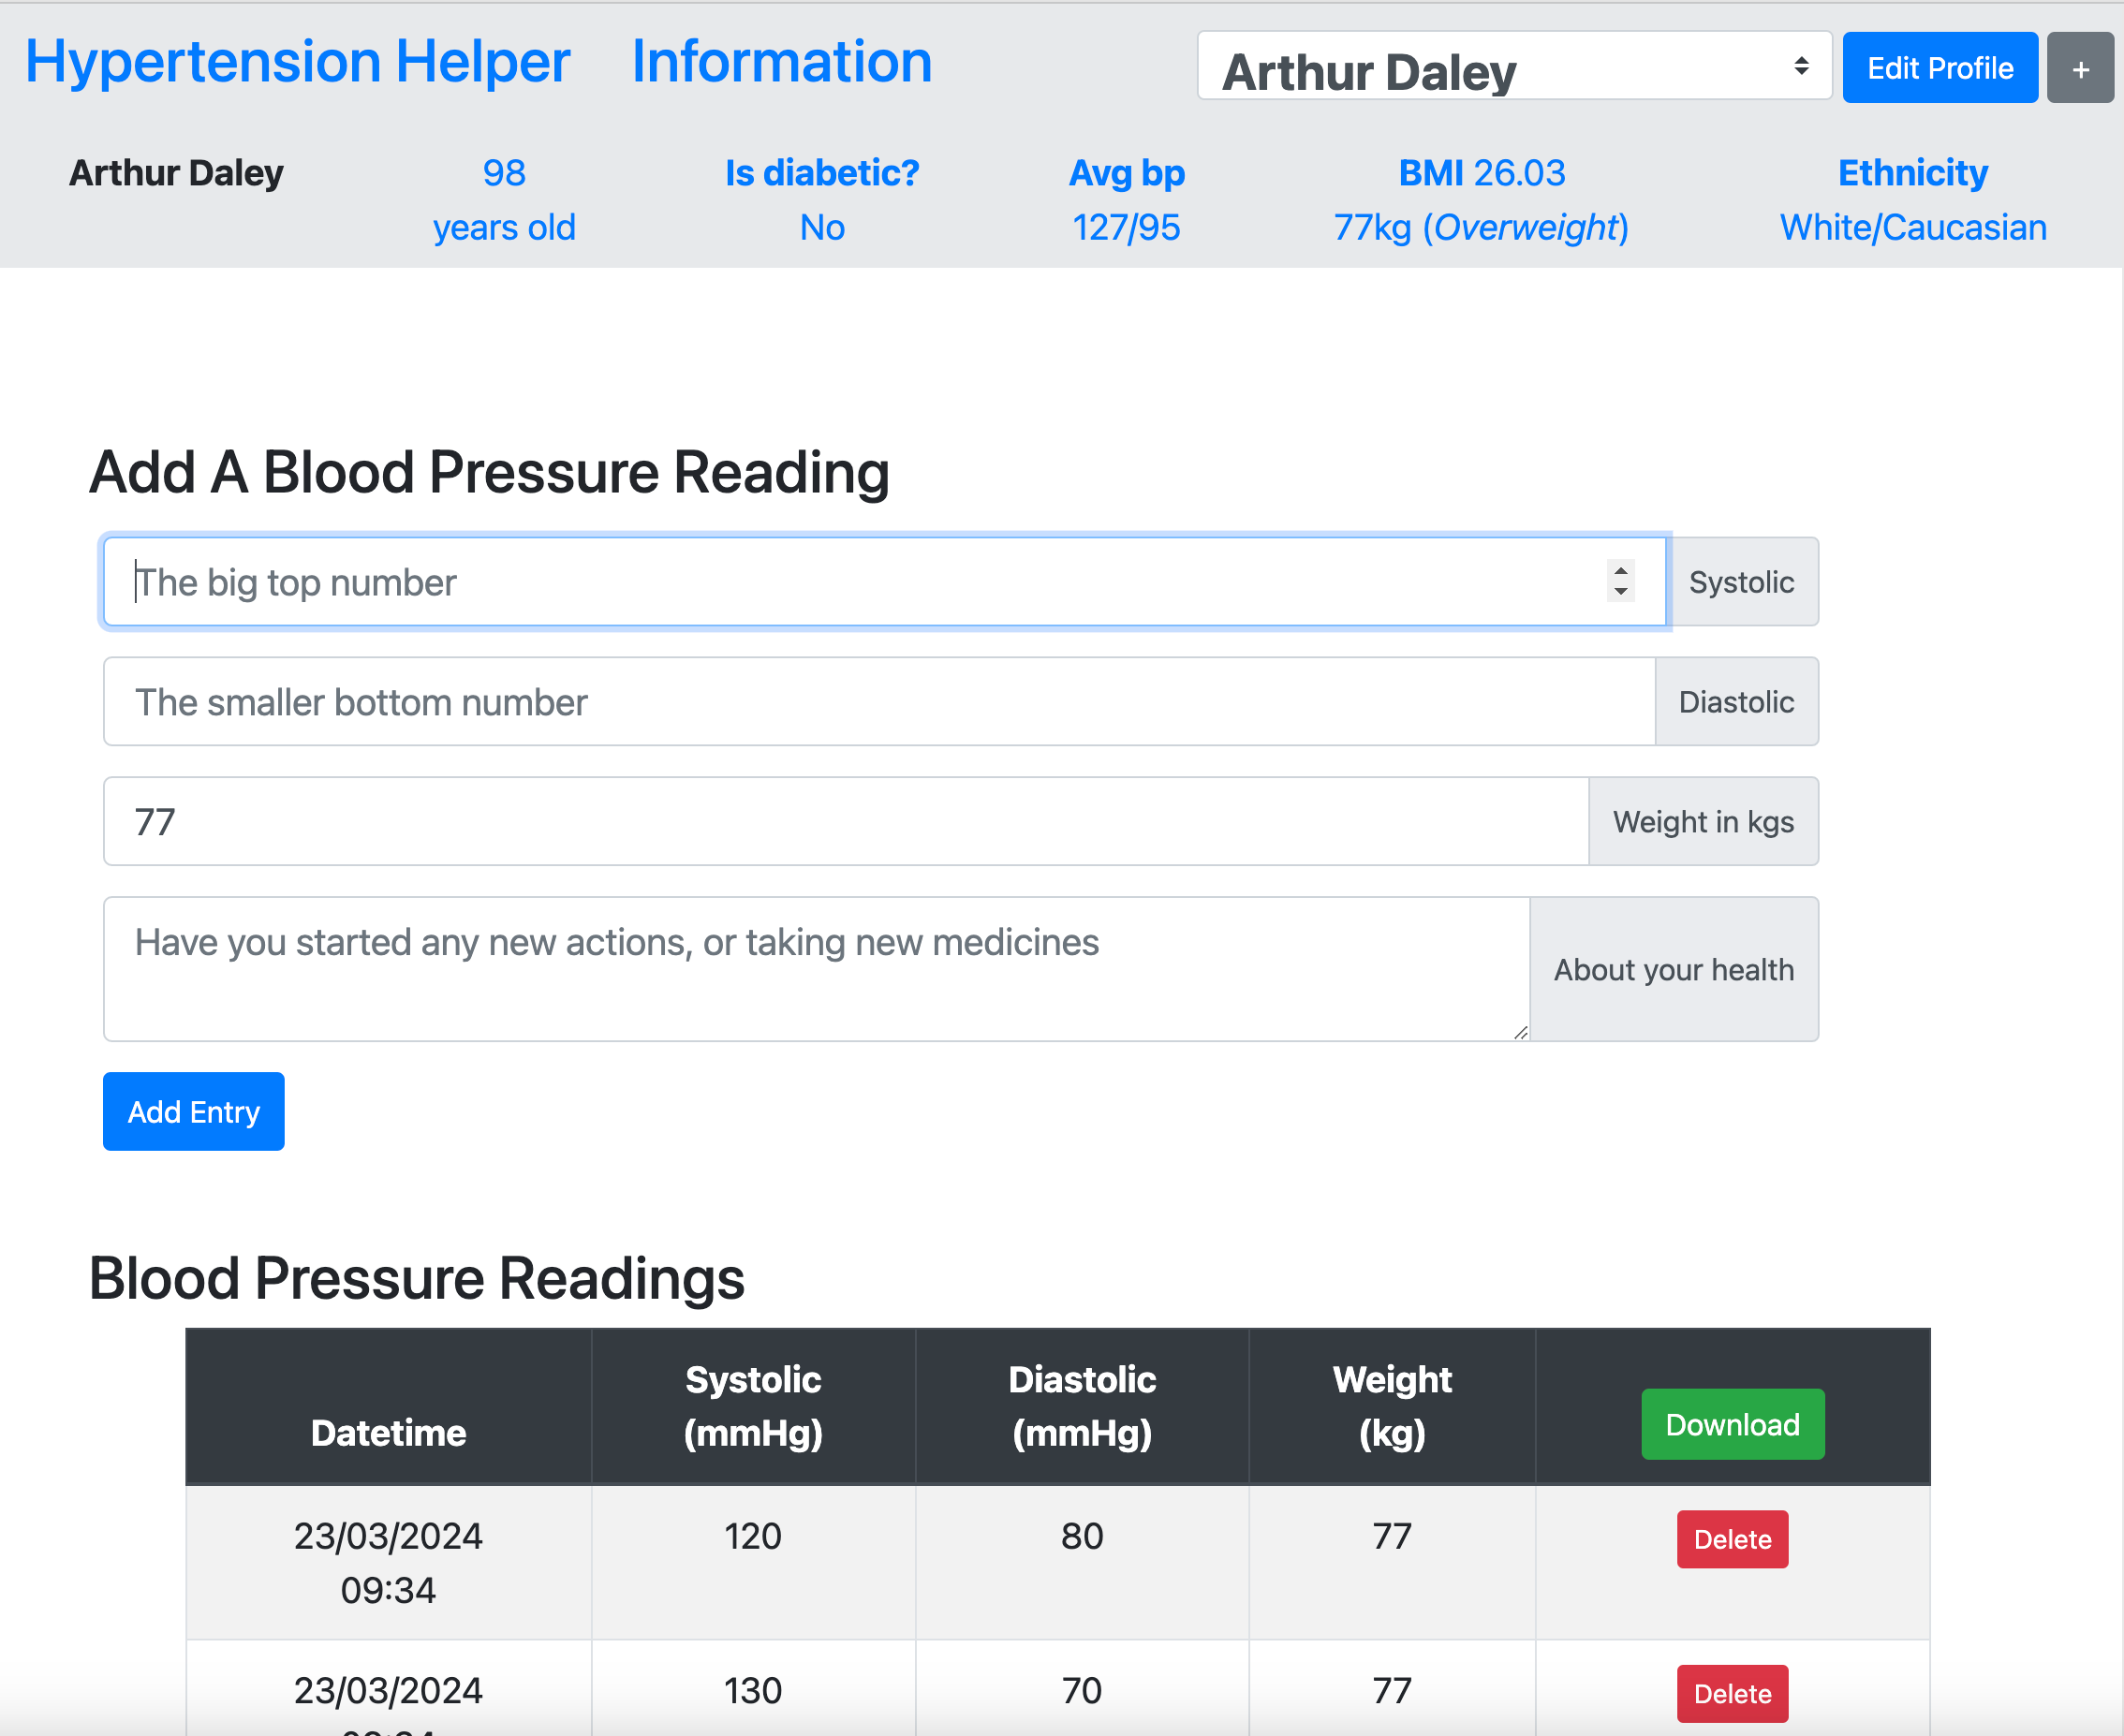 Hypertension Helper Information Arthur Daley Edit Profile +
Arthur Daley 98 Is diabetic? Avg bp BMI 26.03 Ethnicity
years old No 127/95 77kg (Overweight) White/Caucasian
Add A Blood Pressure Reading
The big top number Systolic
The smaller bottom number Diastolic
77 Weight in kgs
Have you started any new actions, or taking new medicines
About your health
Add Entry
Blood Pressure Readings
Systolic Diastolic Weight
Datetime (mmHg) (mmHg) (kg) Download
23/03/2024 120 80 77 Delete
09:34
23/03/2024 130 70 77 Delete